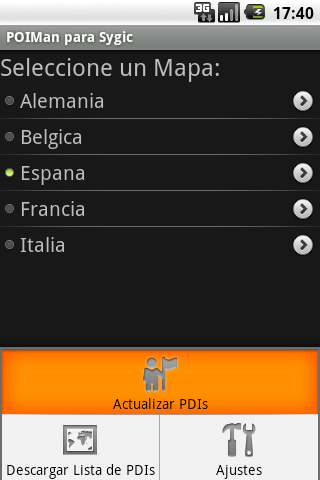 3G 17:40
POIMan para Sygic
Seleccione un Mapa:
Alemania
Belgica
Espana
Francia
Italia
Actualizar PDIs
Descargar Lista de PDIs Ajustes